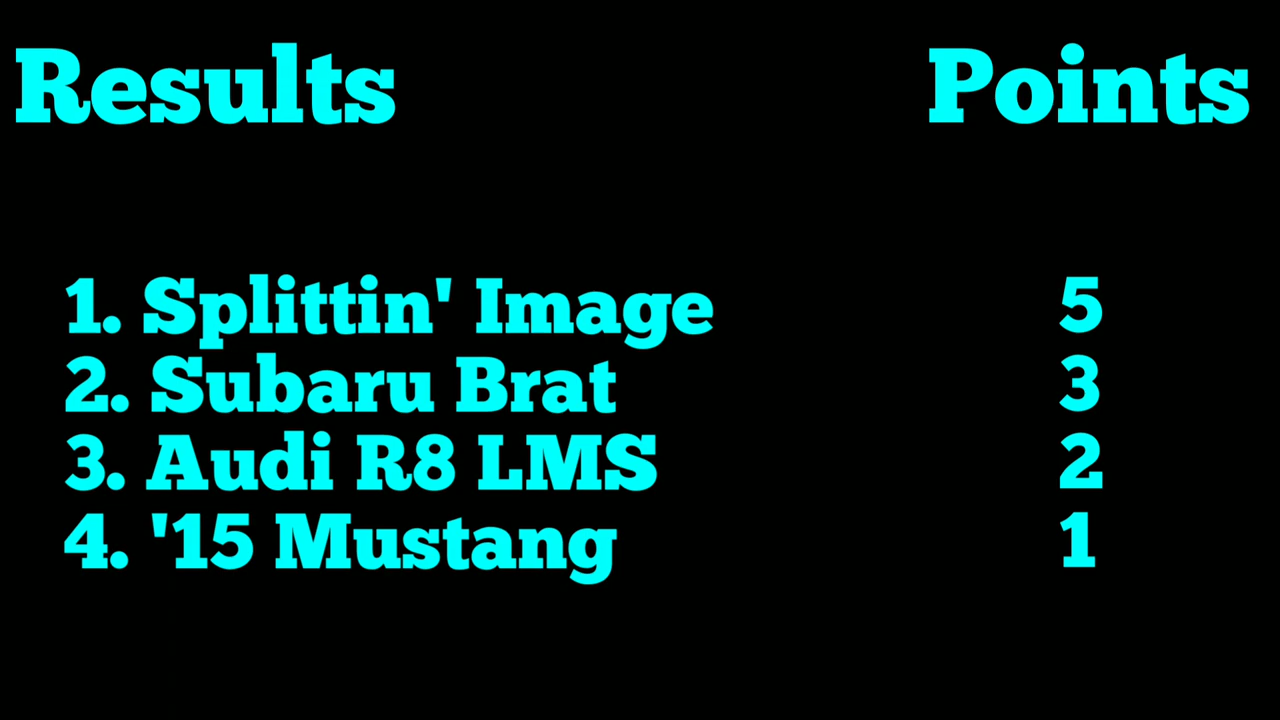 Results Points
1. Splittin' Image 5
2. Subaru Brat 3
3. Audi R8 LMS 2
4. '15 Mustang 1